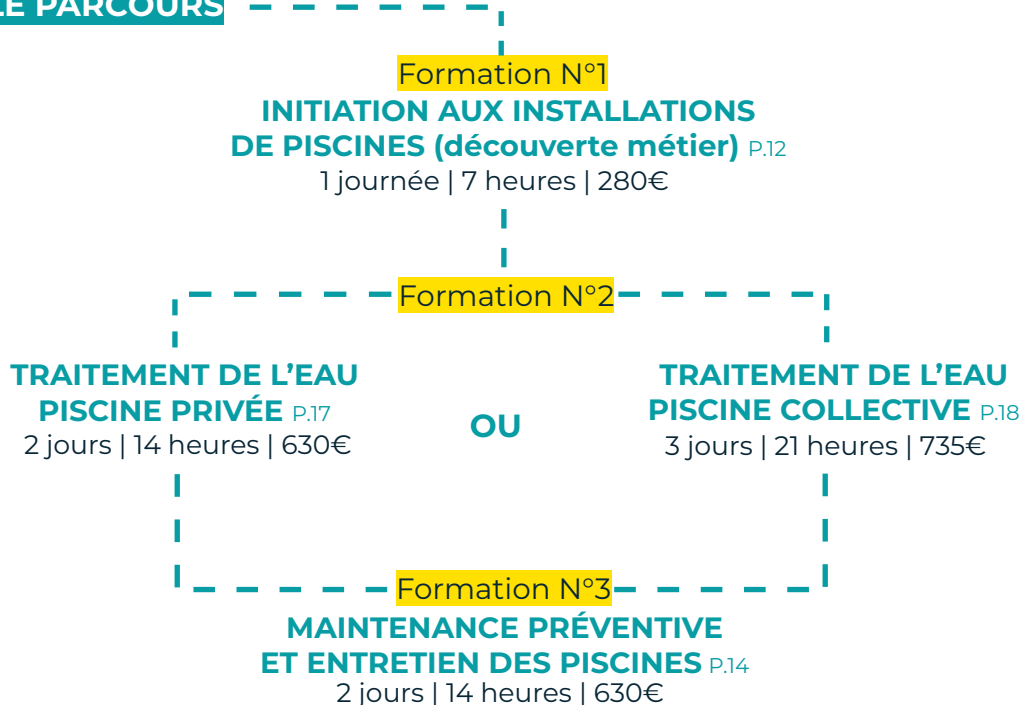 LE PARCOURS
Formation N°1
INITIATION AUX INSTALLATIONS
DE PISCINES (découverte métier) P.12
1 journée | 7 heures | 280€
Formation N°2
TRAITEMENT DE L'EAU
PISCINE PRIVÉE P.17
2 jours | 14 heures | 630€
OU
TRAITEMENT DE L'EAU
PISCINE COLLECTIVE P.18
3 jours | 21 heures | 735€
Formation N°3
MAINTENANCE PRÉVENTIVE
ET ENTRETIEN DES PISCINES P.14
2 jours | 14 heures | 630€